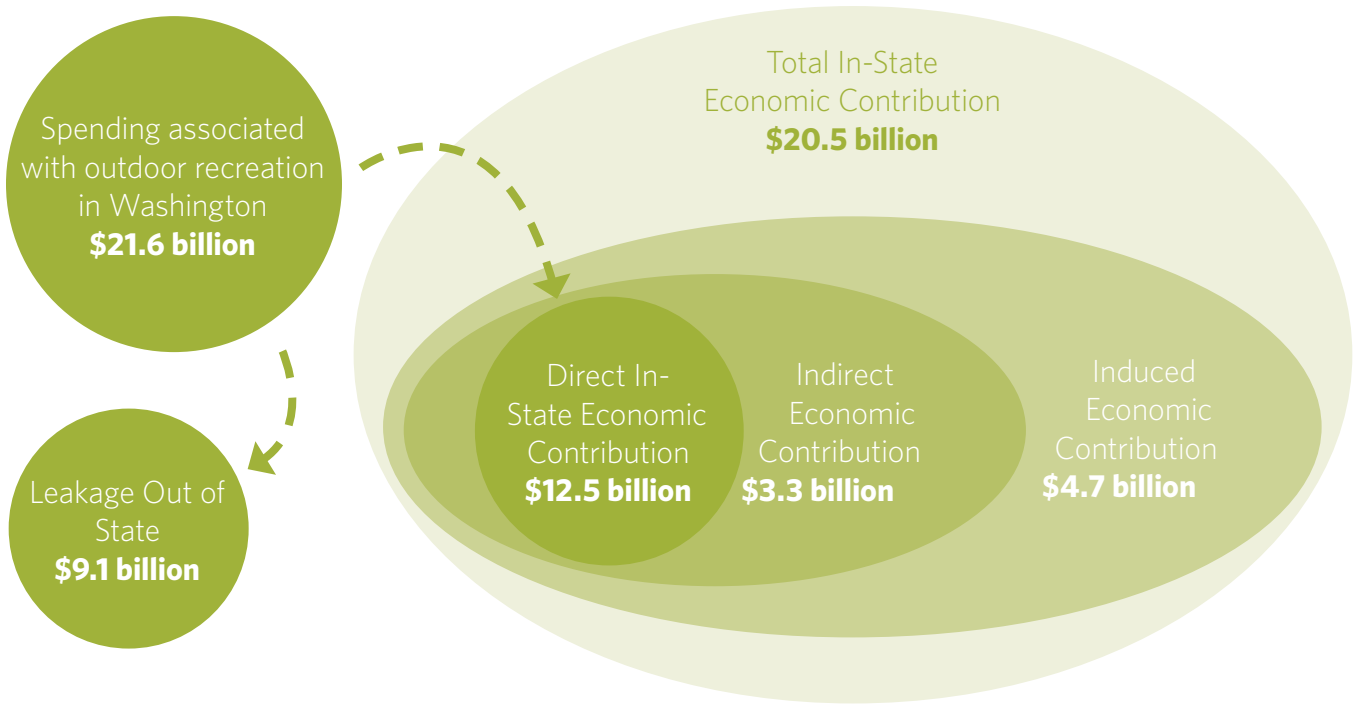 Spending associated
with outdoor recreation
in Washington
$21.6 billion
Leakage Out of
State
$9.1 billion
Total In-State
Economic Contribution
$20.5 billion
Direct In-
State Economic
Contribution
$12.5 billion
Indirect
Economic
Contribution
$3.3 billion
Induced
Economic
Contribution
$4.7 billion